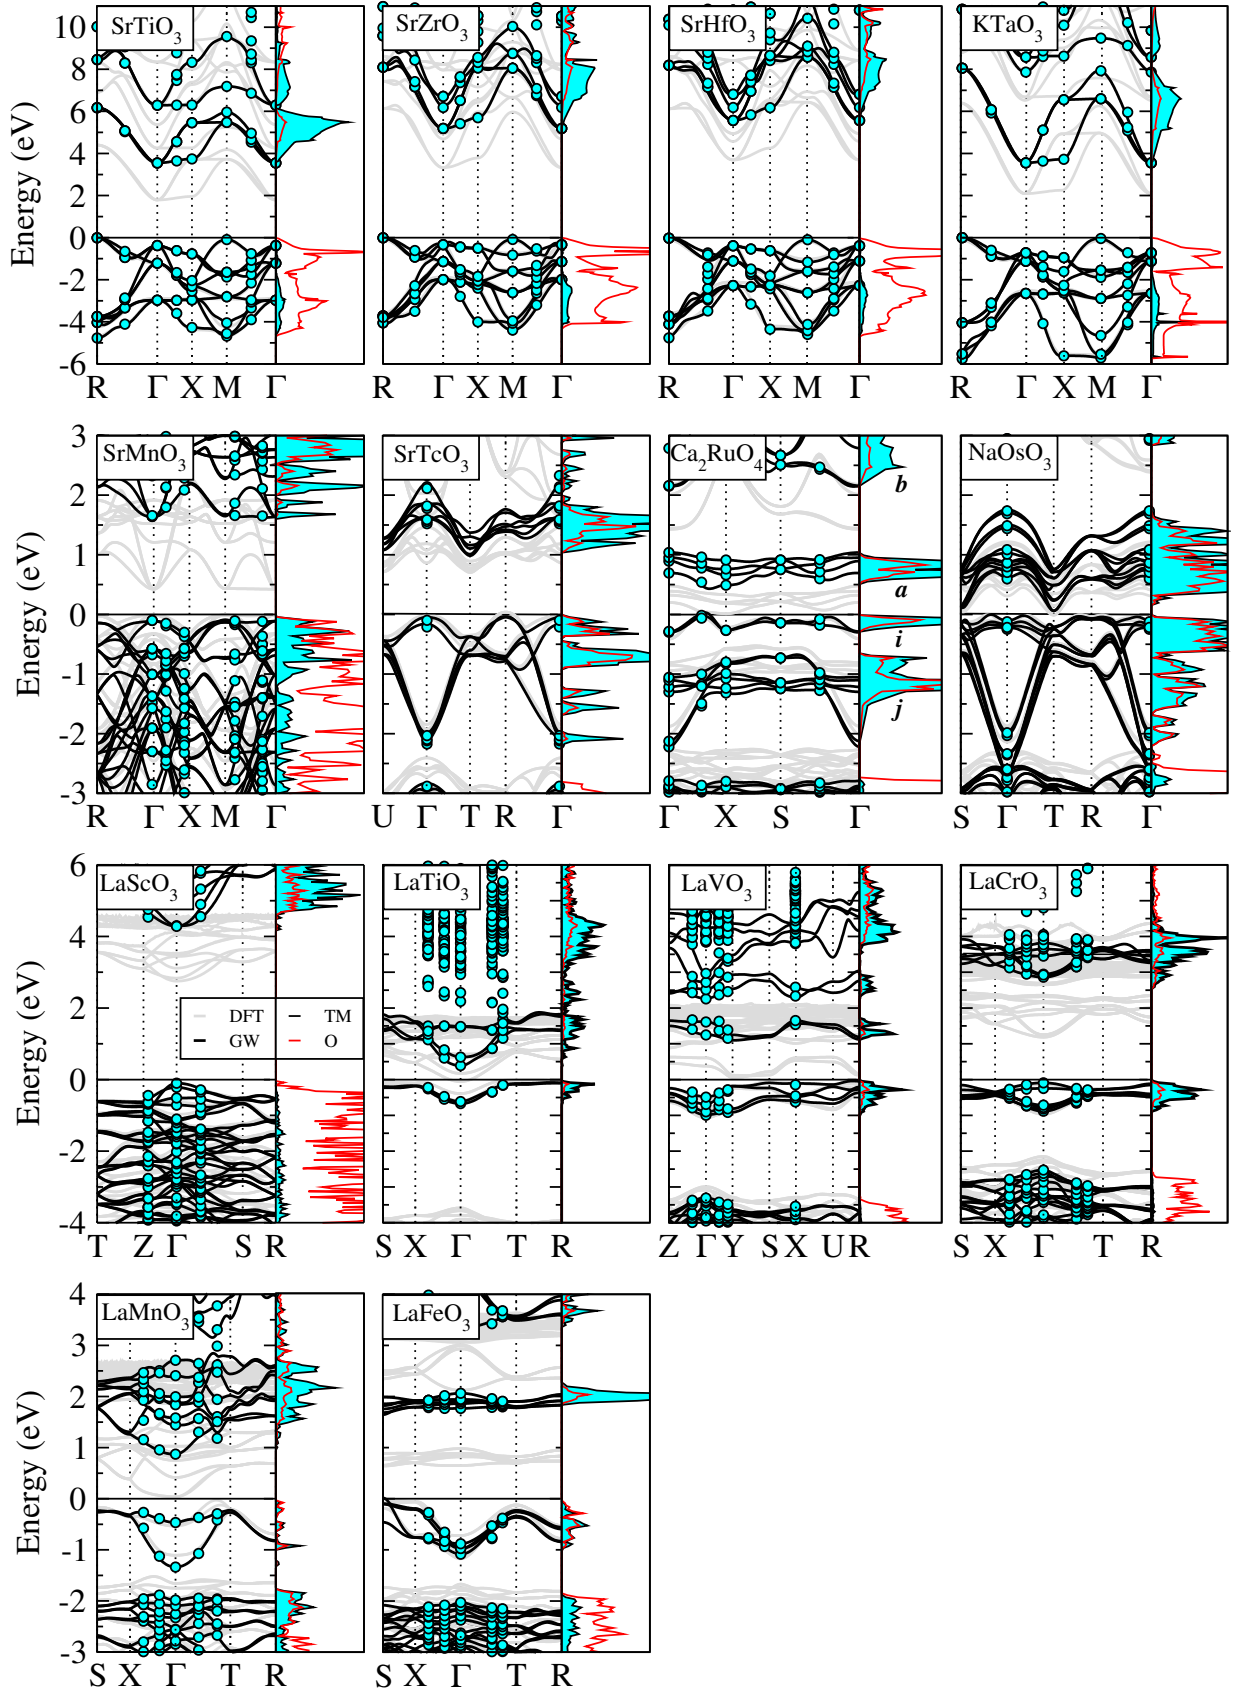 SrTiO3 SrZrO3 SrHfO3 KTaO3
Energy (eV)
10
8
6
4
2
0
-2
-4
-6
R Γ X M Γ R Γ X M Γ R Γ X M Γ R Γ X M Γ
SrMnO3 SrTcO3 Ca2RuO4 NaOsO3
Energy (eV)
3
2
1
0
-1
-2
-3
b
a
i
j
R Γ X M Γ U Γ T R Γ Γ X S Γ S Γ T R Γ
LaScO3 LaTiO3 LaVO3 LaCrO3
Energy (eV)
6
4
2
0
-2
-4
DFT TM
GW O
T Z Γ S R S X Γ T R Z Γ Y S X U R S X Γ T R
LaMnO3 LaFeO3
Energy (eV)
4
3
2
1
0
-1
-2
-3
S X Γ T R S X Γ T R